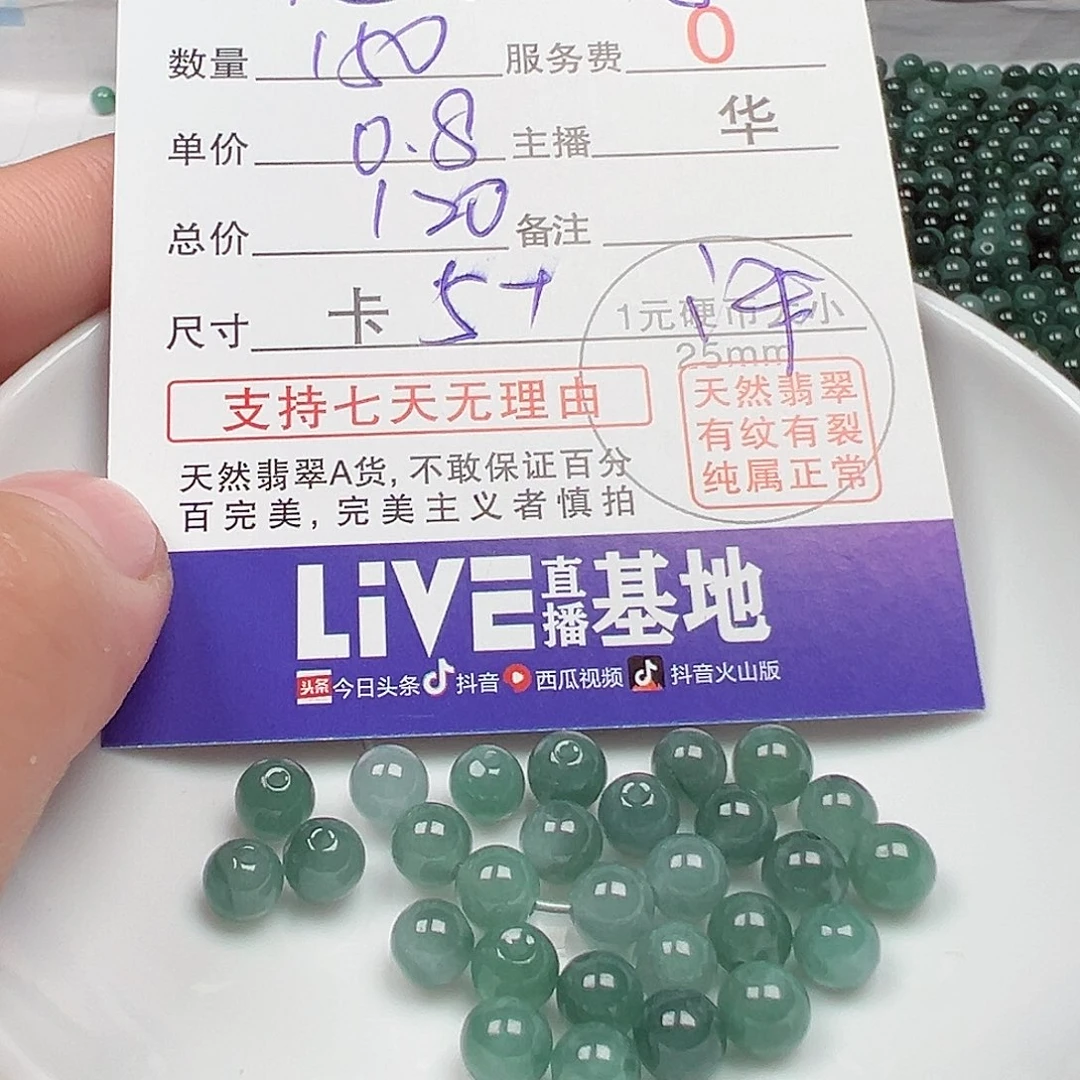 数量 150 服务费 0
单价 0.8 主播 华
总价 120 备注
尺寸 卡 5+
1元硬币大小
25mm
支持七天无理由
天然翡翠
有纹有裂
纯属正常
天然翡翠A货,不敢保证百分
百完美,完美主义者慎拍
LiVE直播基地
头条 今日头条 抖音 西瓜视频 抖音火山版